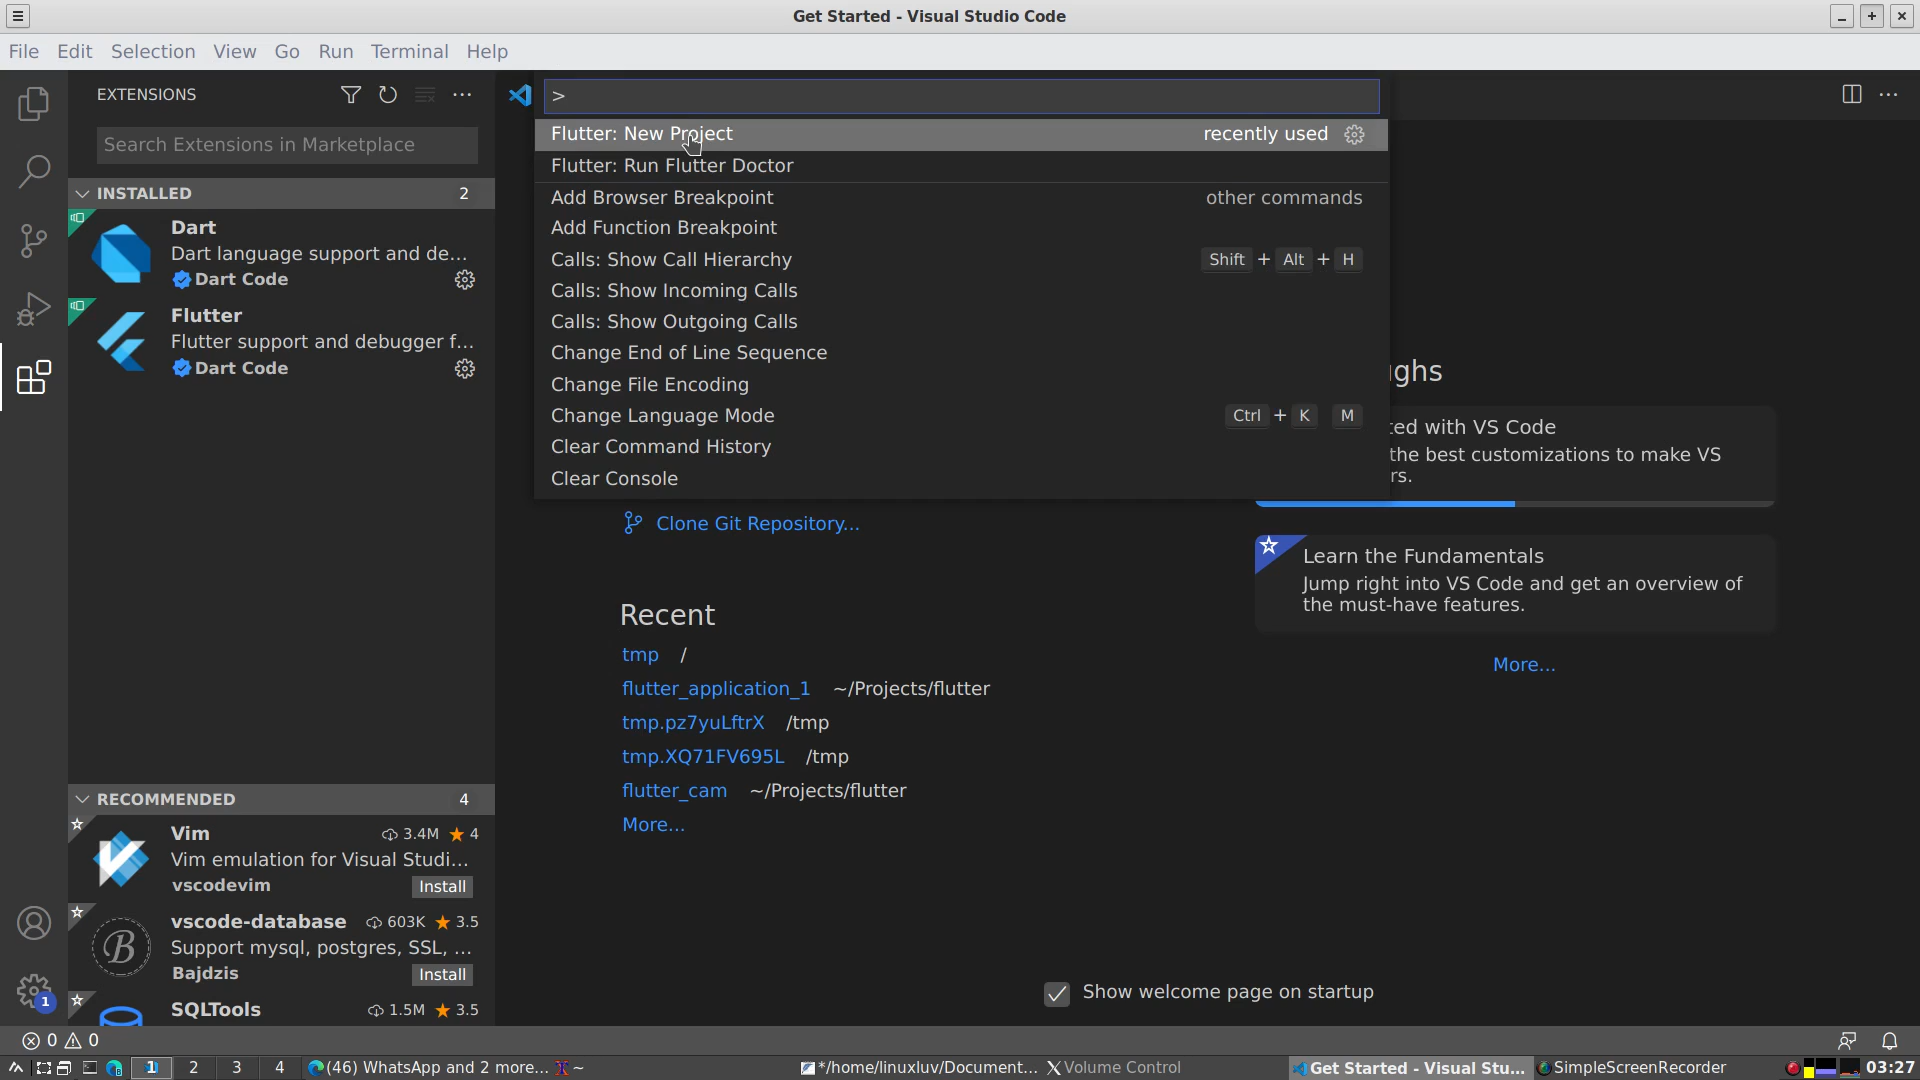 Get Started - Visual Studio Code
File Edit Selection View Go Run Terminal Help
EXTENSIONS
Search Extensions in Marketplace
INSTALLED 2
Dart
Dart language support and de...
Dart Code
Flutter
Flutter support and debugger f...
Dart Code
RECOMMENDED 4
Vim 3.4M 4
Vim emulation for Visual Studi...
vscodevim Install
vscode-database 603K 3.5
Support mysql, postgres, SSL, ...
Bajdzis Install
SQLTools 1.5M 3.5
>
Flutter: New Project recently used
Flutter: Run Flutter Doctor
Add Browser Breakpoint other commands
Add Function Breakpoint
Calls: Show Call Hierarchy Shift + Alt + H
Calls: Show Incoming Calls
Calls: Show Outgoing Calls
Change End of Line Sequence
Change File Encoding
Change Language Mode Ctrl + K M
Clear Command History
Clear Console
Clone Git Repository...
Recent
tmp /
flutter_application_1 ~/Projects/flutter
tmp.pz7yuLftrX /tmp
tmp.XQ71FV695L /tmp
flutter_cam ~/Projects/flutter
More...
ghs
ted with VS Code
the best customizations to make VS
rs.
Learn the Fundamentals
Jump right into VS Code and get an overview of
the must-have features.
More...
Show welcome page on startup
1
0 0
1 2 3 4 (46) WhatsApp and 2 more... ~ */home/linuxluv/Document... Volume Control Get Started - Visual Stu... SimpleScreenRecorder 03:27